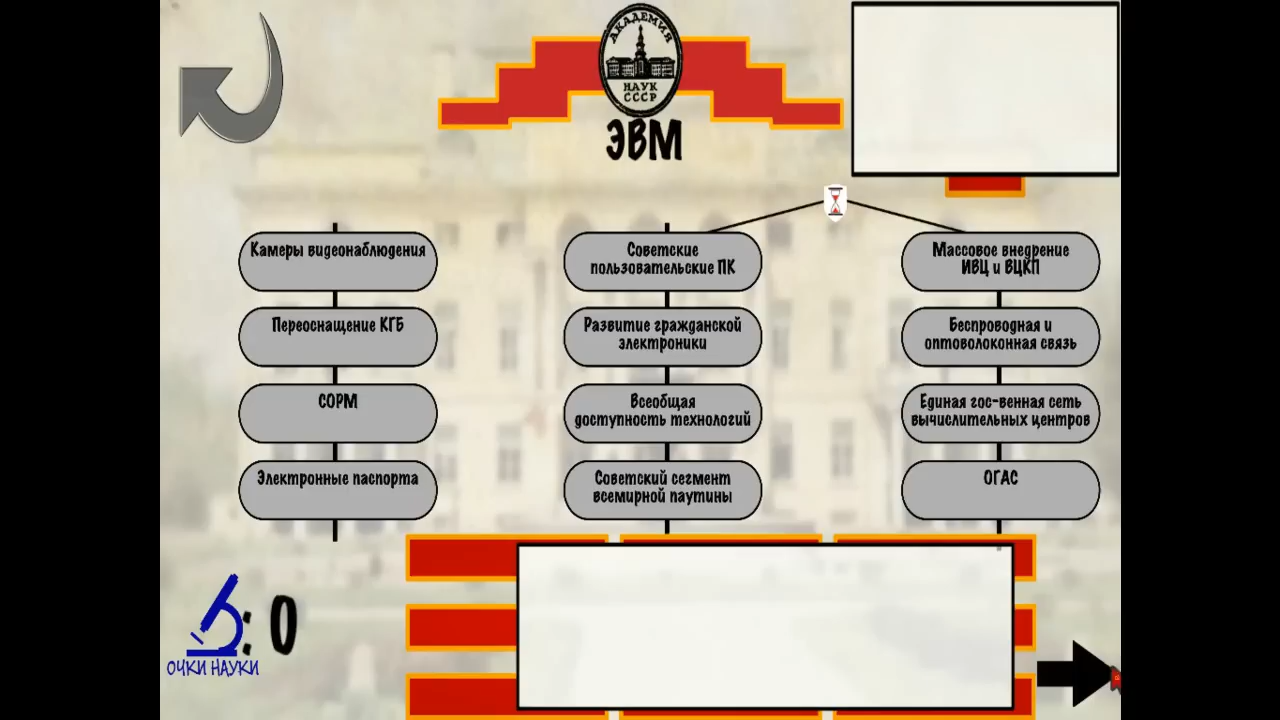 АКАДЕМИЯ
НАУК
СССР
ЭВМ
Камеры видеонаблюдения
Советские
пользовательские ПК
Массовое внедрение
ИВЦ и ВЦКП
Переоснащение КГБ
Развитие гражданской
электроники
Беспроводная и
оптоволоконная связь
СОРМ
Всеобщая
доступность технологий
Единая гос-венная сеть
вычислительных центров
Электронные паспорта
Советский сегмент
всемирной паутины
ОГАС
: 0
ОЧКИ НАУКИ